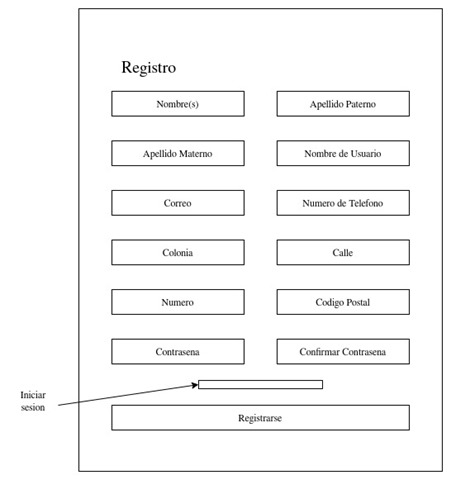 Registro
Nombre(s)
Apellido Paterno
Apellido Materno
Nombre de Usuario
Correo
Numero de Telefono
Colonia
Calle
Numero
Codigo Postal
Contrasena
Confirmar Contrasena
Iniciar
sesion
Registrarse